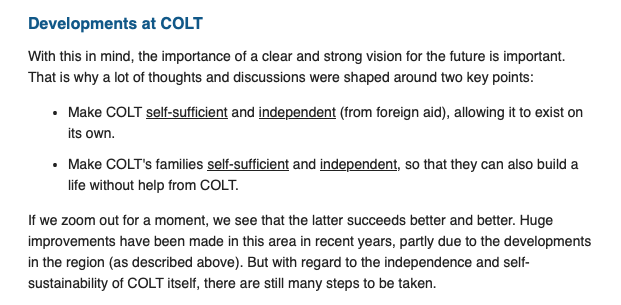 Developments at COLT
With this in mind, the importance of a clear and strong vision for the future is important.
That is why a lot of thoughts and discussions were shaped around two key points:
• Make COLT self-sufficient and independent (from foreign aid), allowing it to exist on
its own.
• Make COLT's families self-sufficient and independent, so that they can also build a
life without help from COLT.
If we zoom out for a moment, we see that the latter succeeds better and better. Huge
improvements have been made in this area in recent years, partly due to the developments
in the region (as described above). But with regard to the independence and self-
sustainability of COLT itself, there are still many steps to be taken.